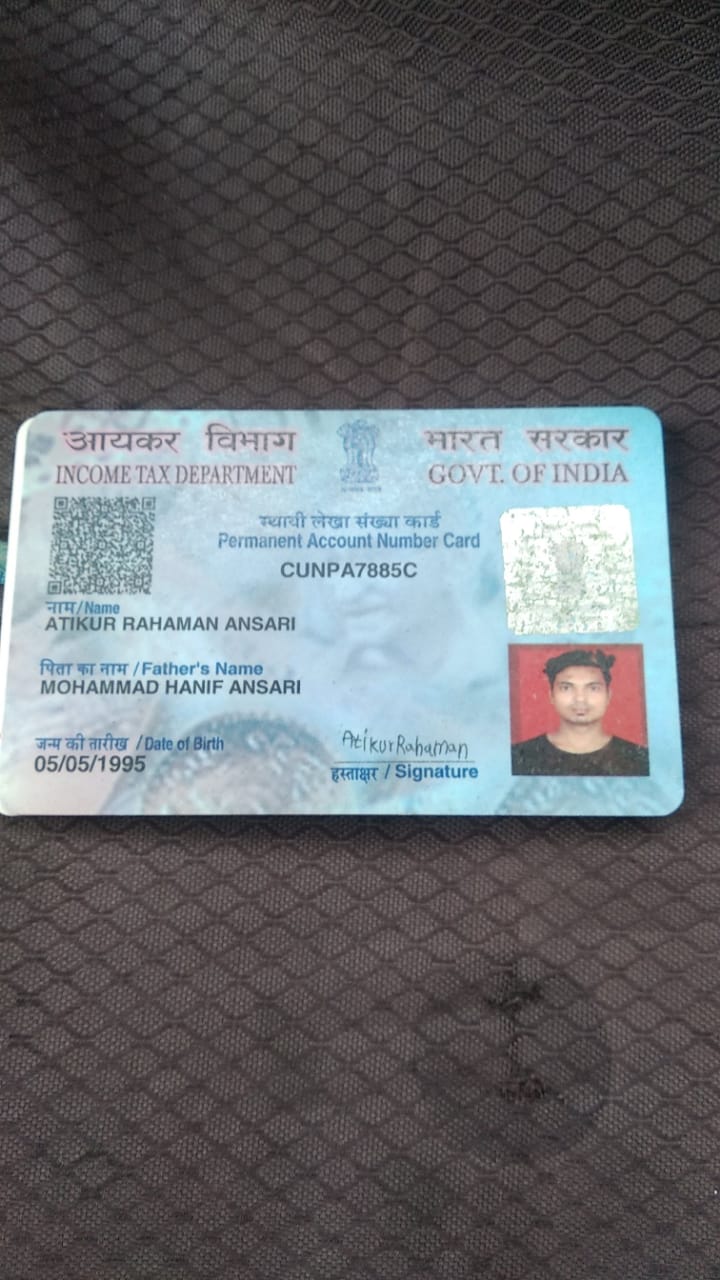 आयकर विभाग
INCOME TAX DEPARTMENT
भारत सरकार
GOVT. OF INDIA
स्थायी लेखा संख्या कार्ड
Permanent Account Number Card
CUNPA7885C
नाम/Name
ATIKUR RAHAMAN ANSARI
पिता का नाम /Father's Name
MOHAMMAD HANIF ANSARI
जन्म की तारीख /Date of Birth
05/05/1995
AtikurRahaman
हस्ताक्षर / Signature